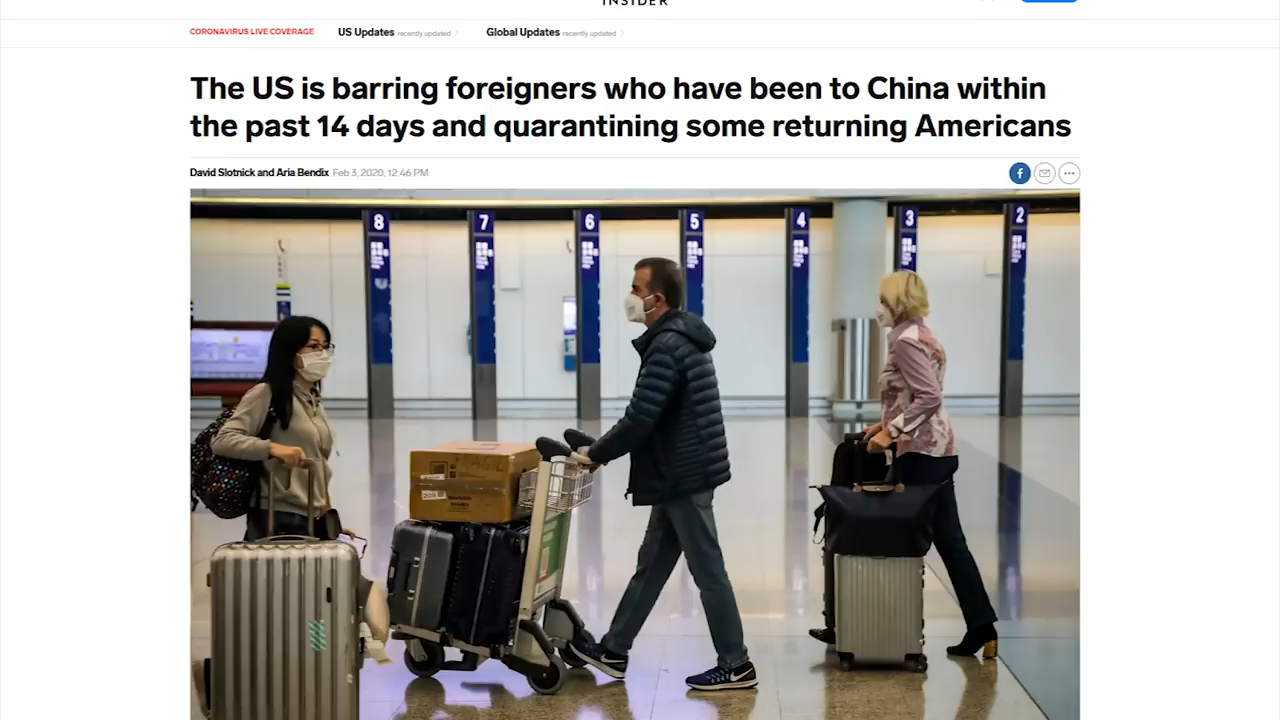 INSIDER
CORONAVIRUS LIVE COVERAGE US Updates recently updated Global Updates recently updated
The US is barring foreigners who have been to China within
the past 14 days and quarantining some returning Americans
David Slotnick and Aria Bendix Feb 3, 2020, 12:46 PM
8 7 6 5 4 3 2